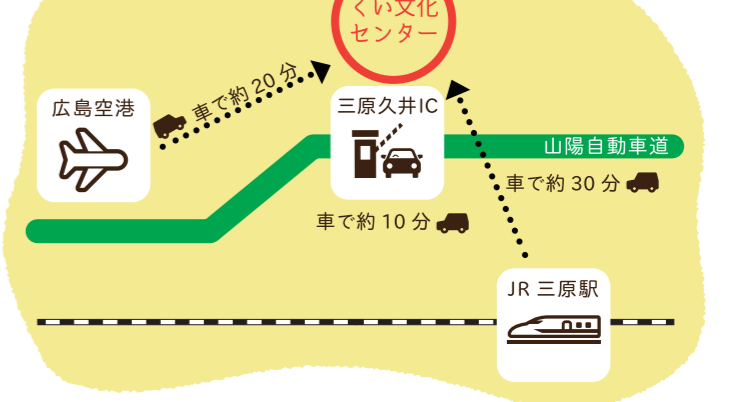 くい文化
センター
車で約 20 分
広島空港
三原久井IC
山陽自動車道
車で約 30 分
車で約 10 分
JR 三原駅